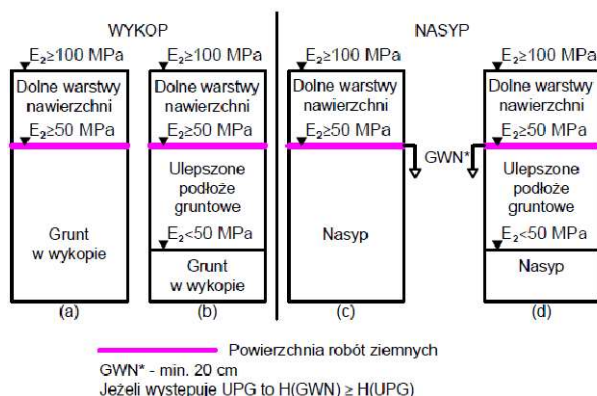 WYKOP
NASYP
E₂≥100 MPa
E₂≥100 MPa
E₂≥100 MPa
E₂≥100 MPa
Dolne warstwy
nawierzchni
Dolne warstwy
nawierzchni
Dolne warstwy
nawierzchni
Dolne warstwy
nawierzchni
E₂≥50 MPa
E₂≥50 MPa
E₂≥50 MPa
E₂≥50 MPa
GWN*
Grunt
w wykopie
Ulepszone
podłoże
gruntowe
Nasyp
Ulepszone
podłoże
gruntowe
E₂<50 MPa
E₂<50 MPa
Grunt
w wykopie
Nasyp
(a)
(b)
(c)
(d)
Powierzchnia robót ziemnych
GWN* - min. 20 cm
Jeżeli występuje UPG to H(GWN) ≥ H(UPG)